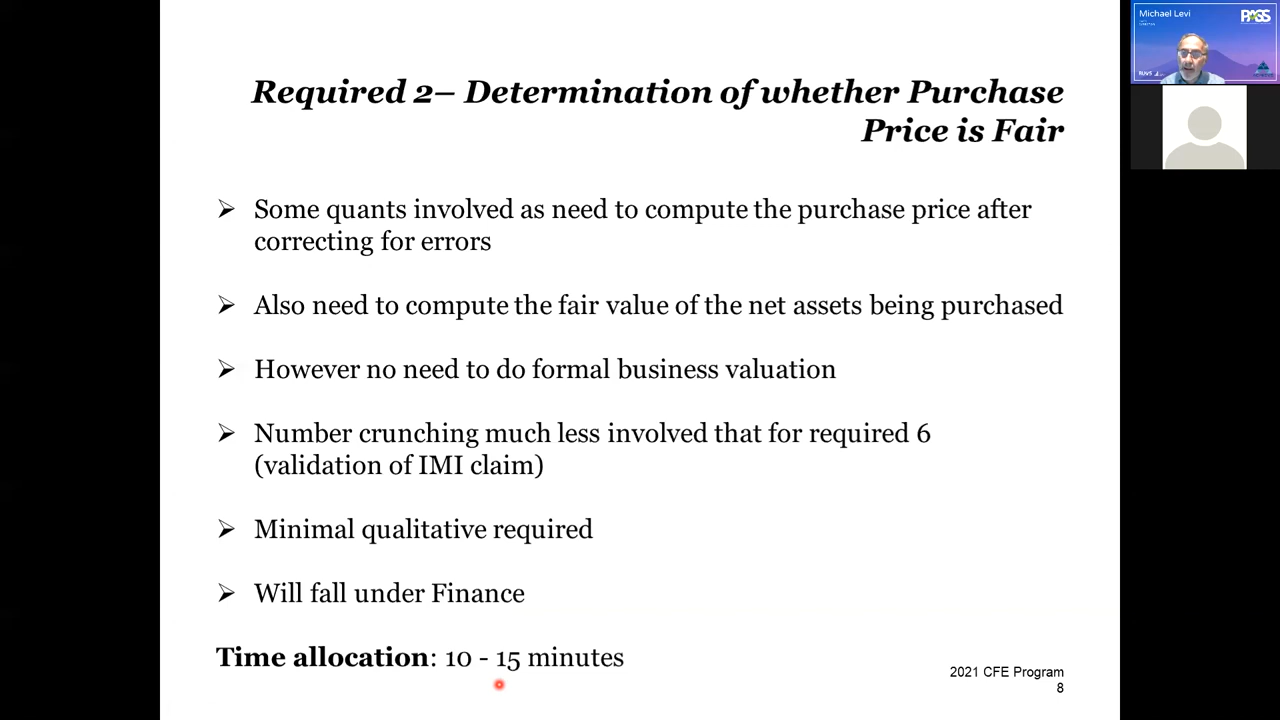 Required 2– Determination of whether Purchase
Price is Fair
➢ Some quants involved as need to compute the purchase price after
correcting for errors
➢ Also need to compute the fair value of the net assets being purchased
➢ However no need to do formal business valuation
➢ Number crunching much less involved that for required 6
(validation of IMI claim)
➢ Minimal qualitative required
➢ Will fall under Finance
Time allocation: 10 - 15 minutes
2021 CFE Program
8
Michael Levi
PASS